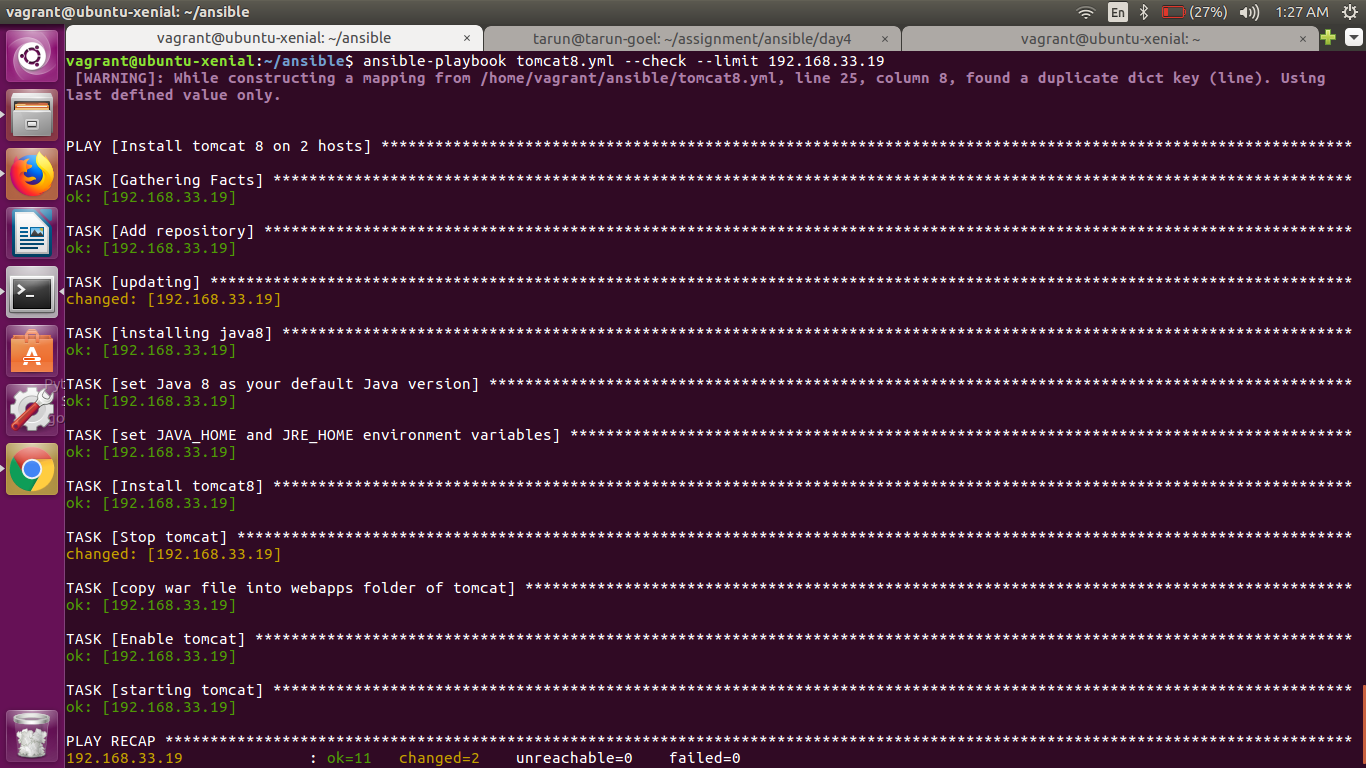 vagrant@ubuntu-xenial: ~/ansible
En
(27%)
1:27 AM
vagrant@ubuntu-xenial: ~/ansible ×
tarun@tarun-goel: ~/assignment/ansible/day4 ×
vagrant@ubuntu-xenial: ~ ×
vagrant@ubuntu-xenial:~/ansible$ ansible-playbook tomcat8.yml --check --limit 192.168.33.19
[WARNING]: While constructing a mapping from /home/vagrant/ansible/tomcat8.yml, line 25, column 8, found a duplicate dict key (line). Using
last defined value only.
PLAY [Install tomcat 8 on 2 hosts] ************************************************************************************************************
TASK [Gathering Facts] ************************************************************************************************************************
ok: [192.168.33.19]
TASK [Add repository] *************************************************************************************************************************
ok: [192.168.33.19]
TASK [updating] *******************************************************************************************************************************
changed: [192.168.33.19]
TASK [installing java8] ***********************************************************************************************************************
ok: [192.168.33.19]
TASK [set Java 8 as your default Java version] ************************************************************************************************
ok: [192.168.33.19]
TASK [set JAVA_HOME and JRE_HOME environment variables] ***************************************************************************************
ok: [192.168.33.19]
TASK [Install tomcat8] ************************************************************************************************************************
ok: [192.168.33.19]
TASK [Stop tomcat] ****************************************************************************************************************************
changed: [192.168.33.19]
TASK [copy war file into webapps folder of tomcat] ********************************************************************************************
ok: [192.168.33.19]
TASK [Enable tomcat] **************************************************************************************************************************
ok: [192.168.33.19]
TASK [starting tomcat] ************************************************************************************************************************
ok: [192.168.33.19]
PLAY RECAP ************************************************************************************************************************************
192.168.33.19 : ok=11 changed=2 unreachable=0 failed=0